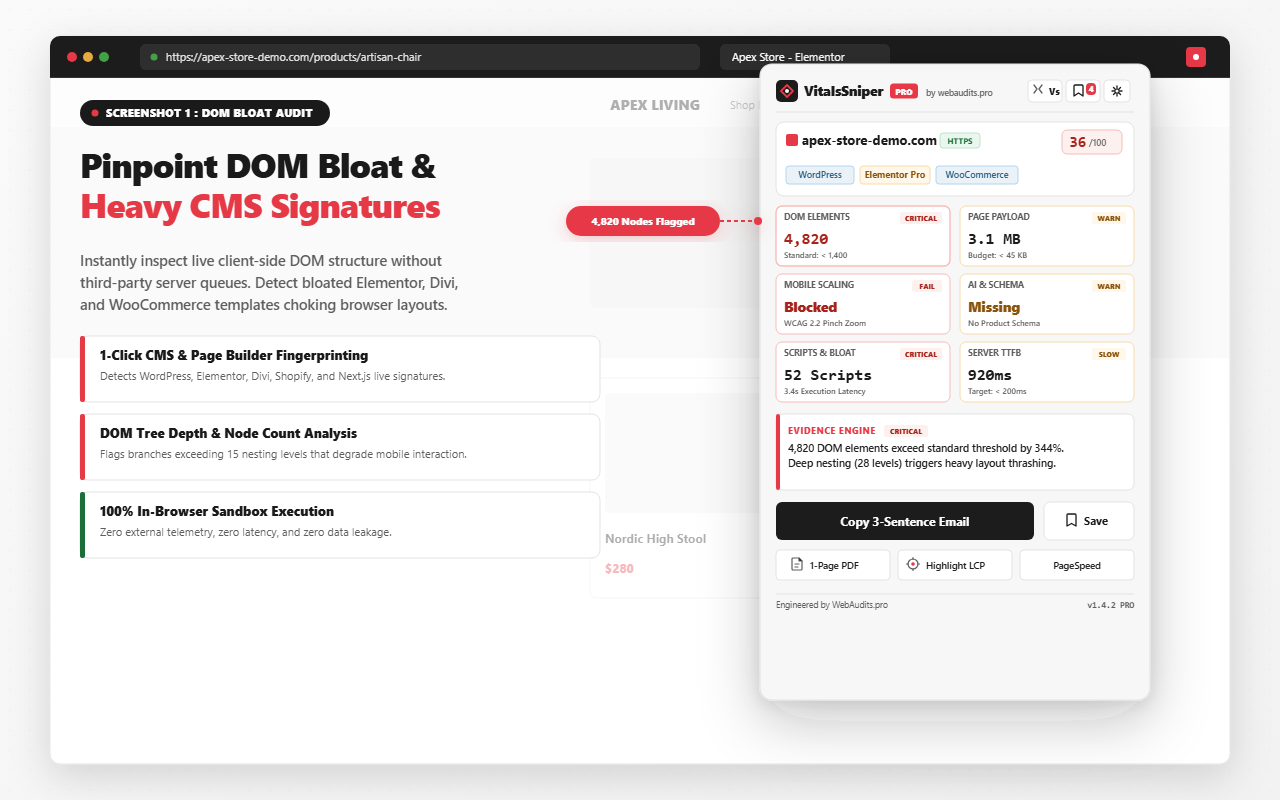 https://apex-store-demo.com/products/artisan-chair
Apex Store - Elementor
SCREENSHOT 1 : DOM BLOAT AUDIT
Pinpoint DOM Bloat &
Heavy CMS Signatures
Instantly inspect live client-side DOM structure without
third-party server queues. Detect bloated Elementor, Divi,
and WooCommerce templates choking browser layouts.
1-Click CMS & Page Builder Fingerprinting
Detects WordPress, Elementor, Divi, Shopify, and Next.js live signatures.
DOM Tree Depth & Node Count Analysis
Flags branches exceeding 15 nesting levels that degrade mobile interaction.
100% In-Browser Sandbox Execution
Zero external telemetry, zero latency, and zero data leakage.
APEX LIVING
Shop
4,820 Nodes Flagged
Nordic High Stool
$280
VitalsSniper PRO by webaudits.pro
Vs
4
apex-store-demo.com HTTPS
36 /100
WordPress Elementor Pro WooCommerce
DOM ELEMENTS CRITICAL
4,820
Standard: < 1,400
PAGE PAYLOAD WARN
3.1 MB
Budget: < 45 KB
MOBILE SCALING FAIL
Blocked
WCAG 2.2 Pinch Zoom
AI & SCHEMA WARN
Missing
No Product Schema
SCRIPTS & BLOAT CRITICAL
52 Scripts
3.4s Execution Latency
SERVER TTFB SLOW
920ms
Target: < 200ms
EVIDENCE ENGINE CRITICAL
4,820 DOM elements exceed standard threshold by 344%.
Deep nesting (28 levels) triggers heavy layout thrashing.
Copy 3-Sentence Email
Save
1-Page PDF
Highlight LCP
PageSpeed
Engineered by WebAudits.pro
v1.4.2 PRO